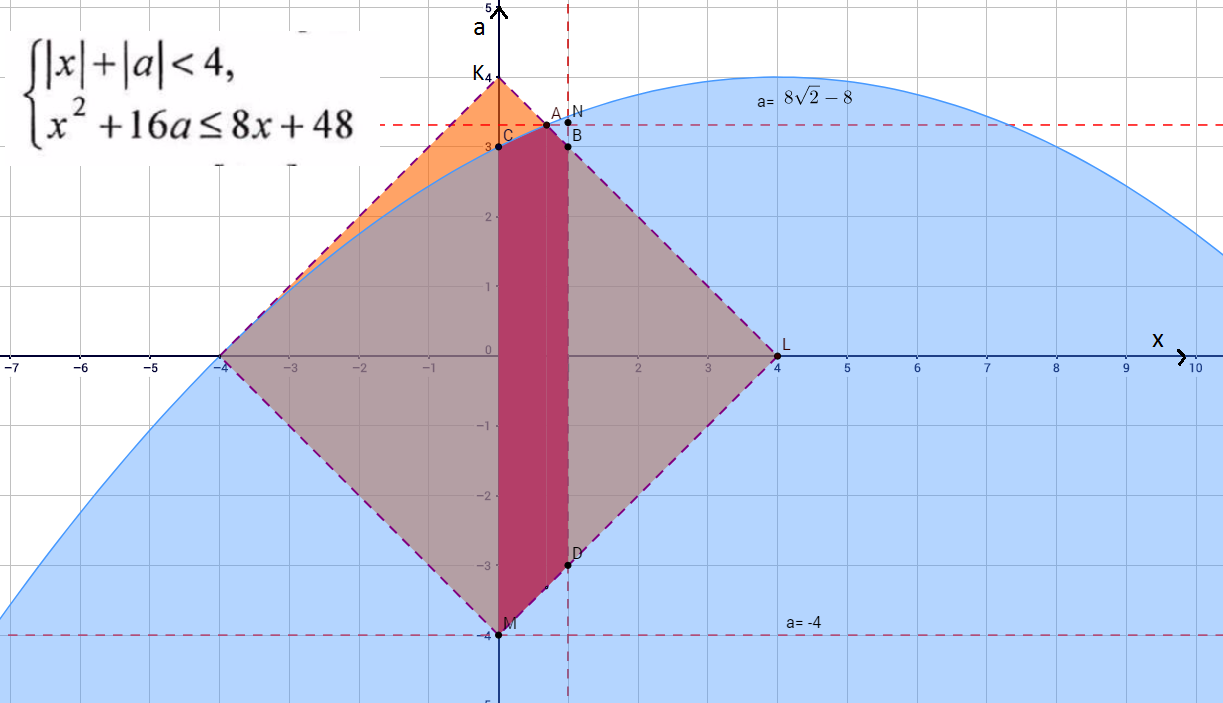 5
a
{|x|+|a|<4,
x²+16a≤8x+48
K 4
A N
a= 8√2 − 8
C B
3
2
1
0
L
x
−7 −6 −5 −4 −3 −2 −1 2 3 4 5 6 7 8 9 10
−1
−2
−3
D
M
−4
a= -4